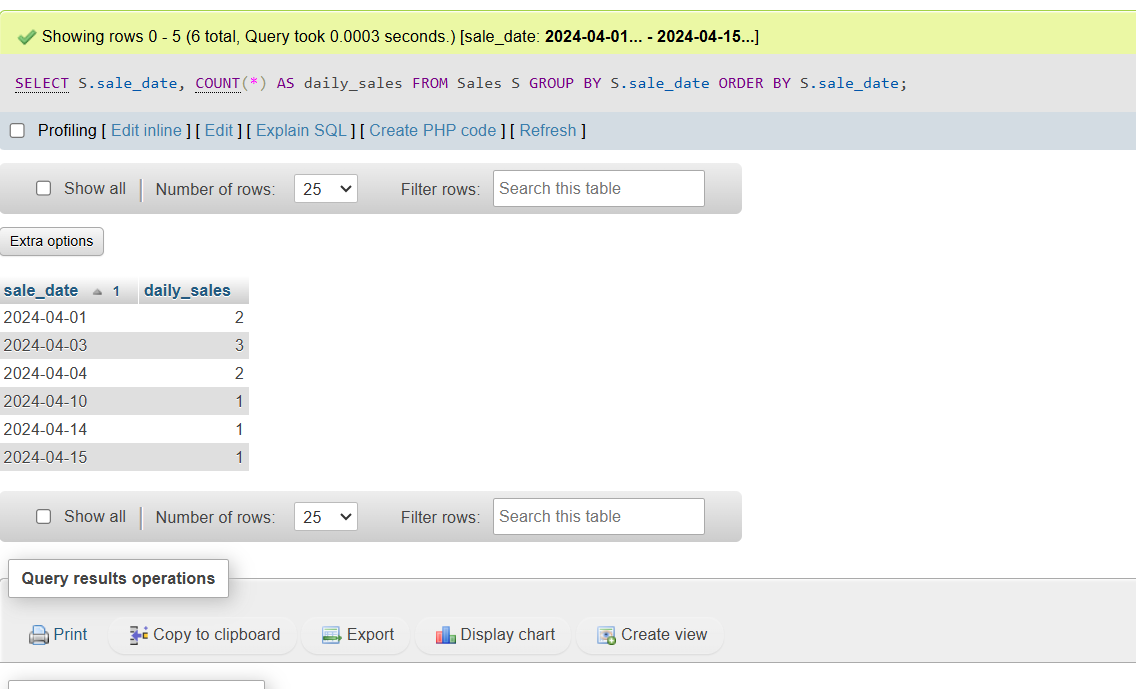 Showing rows 0 - 5 (6 total, Query took 0.0003 seconds.) [sale_date: 2024-04-01... - 2024-04-15...]
SELECT S.sale_date, COUNT(*) AS daily_sales FROM Sales S GROUP BY S.sale_date ORDER BY S.sale_date;
Profiling [ Edit inline ] [ Edit ] [ Explain SQL ] [ Create PHP code ] [ Refresh ]
Show all | Number of rows: 25 Filter rows: Search this table
Extra options
sale_date 1 daily_sales
2024-04-01 2
2024-04-03 3
2024-04-04 2
2024-04-10 1
2024-04-14 1
2024-04-15 1
Show all | Number of rows: 25 Filter rows: Search this table
Query results operations
Print Copy to clipboard Export Display chart Create view